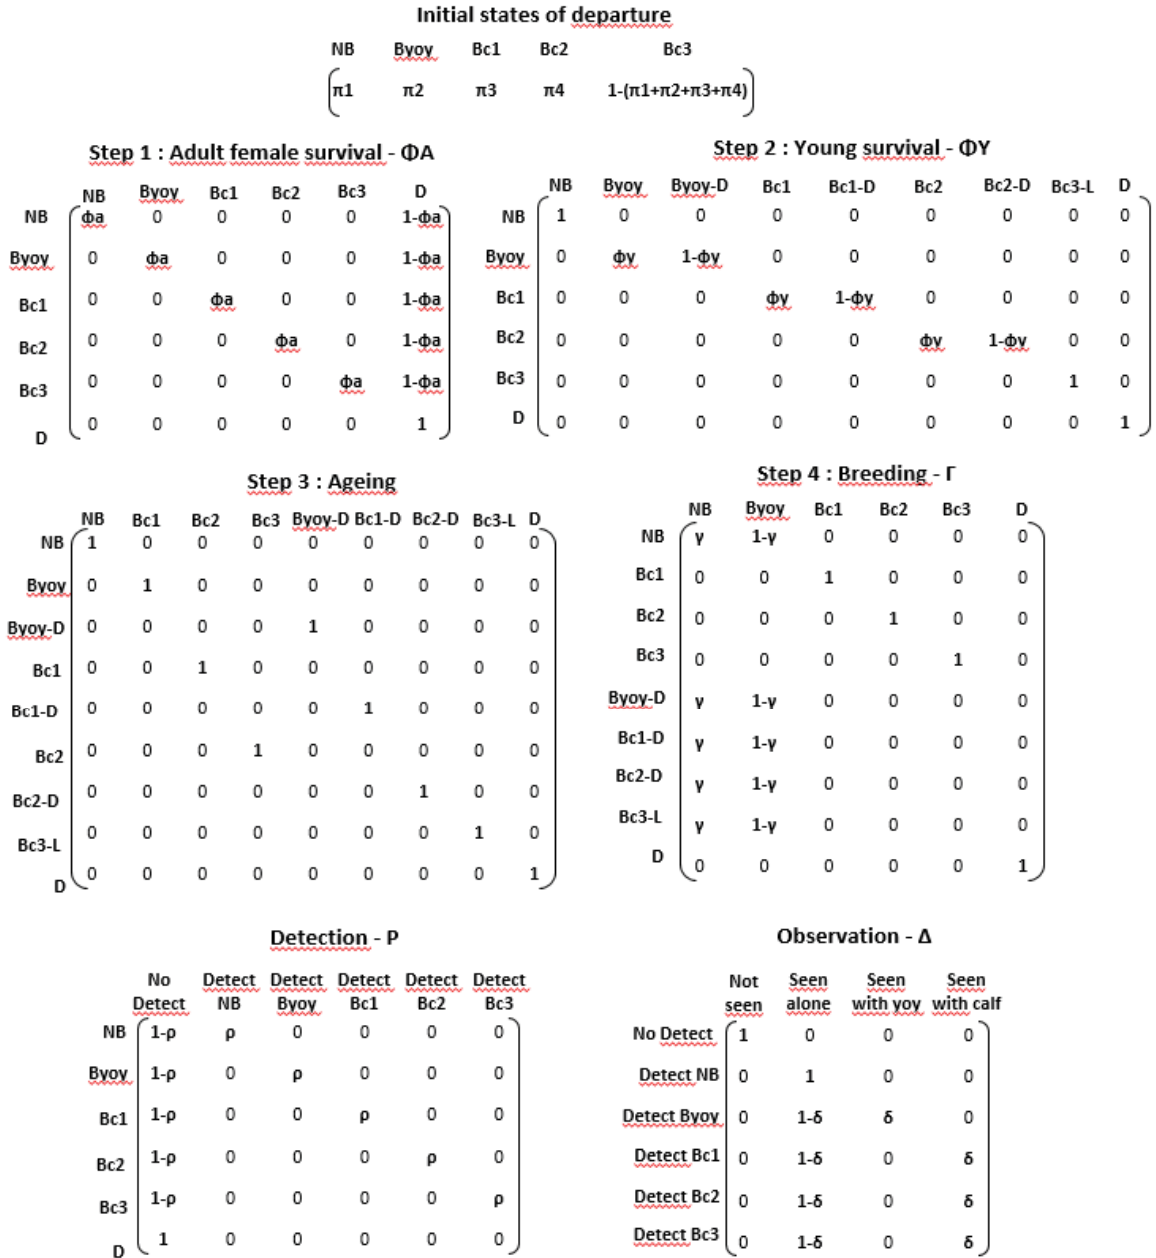 Initial states of departure
NB Byoy Bc1 Bc2 Bc3
π1 π2 π3 π4 1-(π1+π2+π3+π4)
Step 1 : Adult female survival - ΦA
NB Byoy Bc1 Bc2 Bc3 D
NB Φa 0 0 0 0 1-Φa
Byoy 0 Φa 0 0 0 1-Φa
Bc1 0 0 Φa 0 0 1-Φa
Bc2 0 0 0 Φa 0 1-Φa
Bc3 0 0 0 0 Φa 1-Φa
D 0 0 0 0 0 1
Step 2 : Young survival - ΦY
NB Byoy Byoy-D Bc1 Bc1-D Bc2 Bc2-D Bc3-L D
NB 1 0 0 0 0 0 0 0 0
Byoy 0 Φy 1-Φy 0 0 0 0 0 0
Bc1 0 0 0 Φy 1-Φy 0 0 0 0
Bc2 0 0 0 0 0 Φy 1-Φy 0 0
Bc3 0 0 0 0 0 0 0 1 0
D 0 0 0 0 0 0 0 0 1
Step 3 : Ageing
NB Bc1 Bc2 Bc3 Byoy-D Bc1-D Bc2-D Bc3-L D
NB 1 0 0 0 0 0 0 0 0
Byoy 0 1 0 0 0 0 0 0 0
Byoy-D 0 0 0 0 1 0 0 0 0
Bc1 0 0 1 0 0 0 0 0 0
Bc1-D 0 0 0 0 0 1 0 0 0
Bc2 0 0 0 1 0 0 0 0 0
Bc2-D 0 0 0 0 0 0 1 0 0
Bc3-L 0 0 0 0 0 0 0 1 0
D 0 0 0 0 0 0 0 0 1
Step 4 : Breeding - Γ
NB Byoy Bc1 Bc2 Bc3 D
NB γ 1-γ 0 0 0 0
Bc1 0 0 1 0 0 0
Bc2 0 0 0 1 0 0
Bc3 0 0 0 0 1 0
Byoy-D γ 1-γ 0 0 0 0
Bc1-D γ 1-γ 0 0 0 0
Bc2-D γ 1-γ 0 0 0 0
Bc3-L γ 1-γ 0 0 0 0
D 0 0 0 0 0 1
Detection - P
No Detect Detect Detect Detect Detect
Detect NB Byoy Bc1 Bc2 Bc3
NB 1-ρ ρ 0 0 0 0
Byoy 1-ρ 0 ρ 0 0 0
Bc1 1-ρ 0 0 ρ 0 0
Bc2 1-ρ 0 0 0 ρ 0
Bc3 1-ρ 0 0 0 0 ρ
D 1 0 0 0 0 0
Observation - Δ
Not Seen Seen Seen
seen alone with yoy with calf
No Detect 1 0 0 0
Detect NB 0 1 0 0
Detect Byoy 0 1-δ δ 0
Detect Bc1 0 1-δ 0 δ
Detect Bc2 0 1-δ 0 δ
Detect Bc3 0 1-δ 0 δ